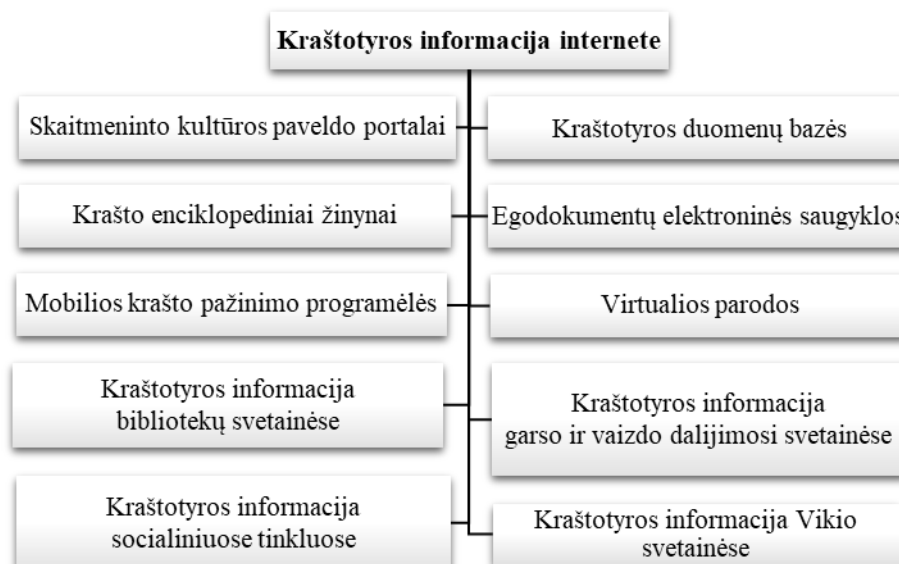 Kraštotyros informacija internete
Skaitmeninto kultūros paveldo portalai
Kraštotyros duomenų bazės
Krašto enciklopediniai žinynai
Egodokumentų elektroninės saugyklos
Mobilios krašto pažinimo programėlės
Virtualios parodos
Kraštotyros informacija
bibliotekų svetainėse
Kraštotyros informacija
garso ir vaizdo dalijimosi svetainėse
Kraštotyros informacija
socialiniuose tinkluose
Kraštotyros informacija Vikio
svetainėse